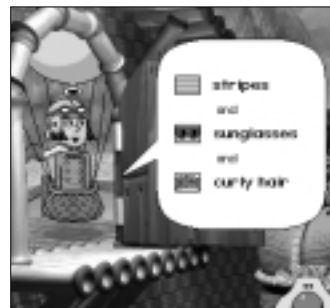 stripes
and
sunglasses
and
curly hair